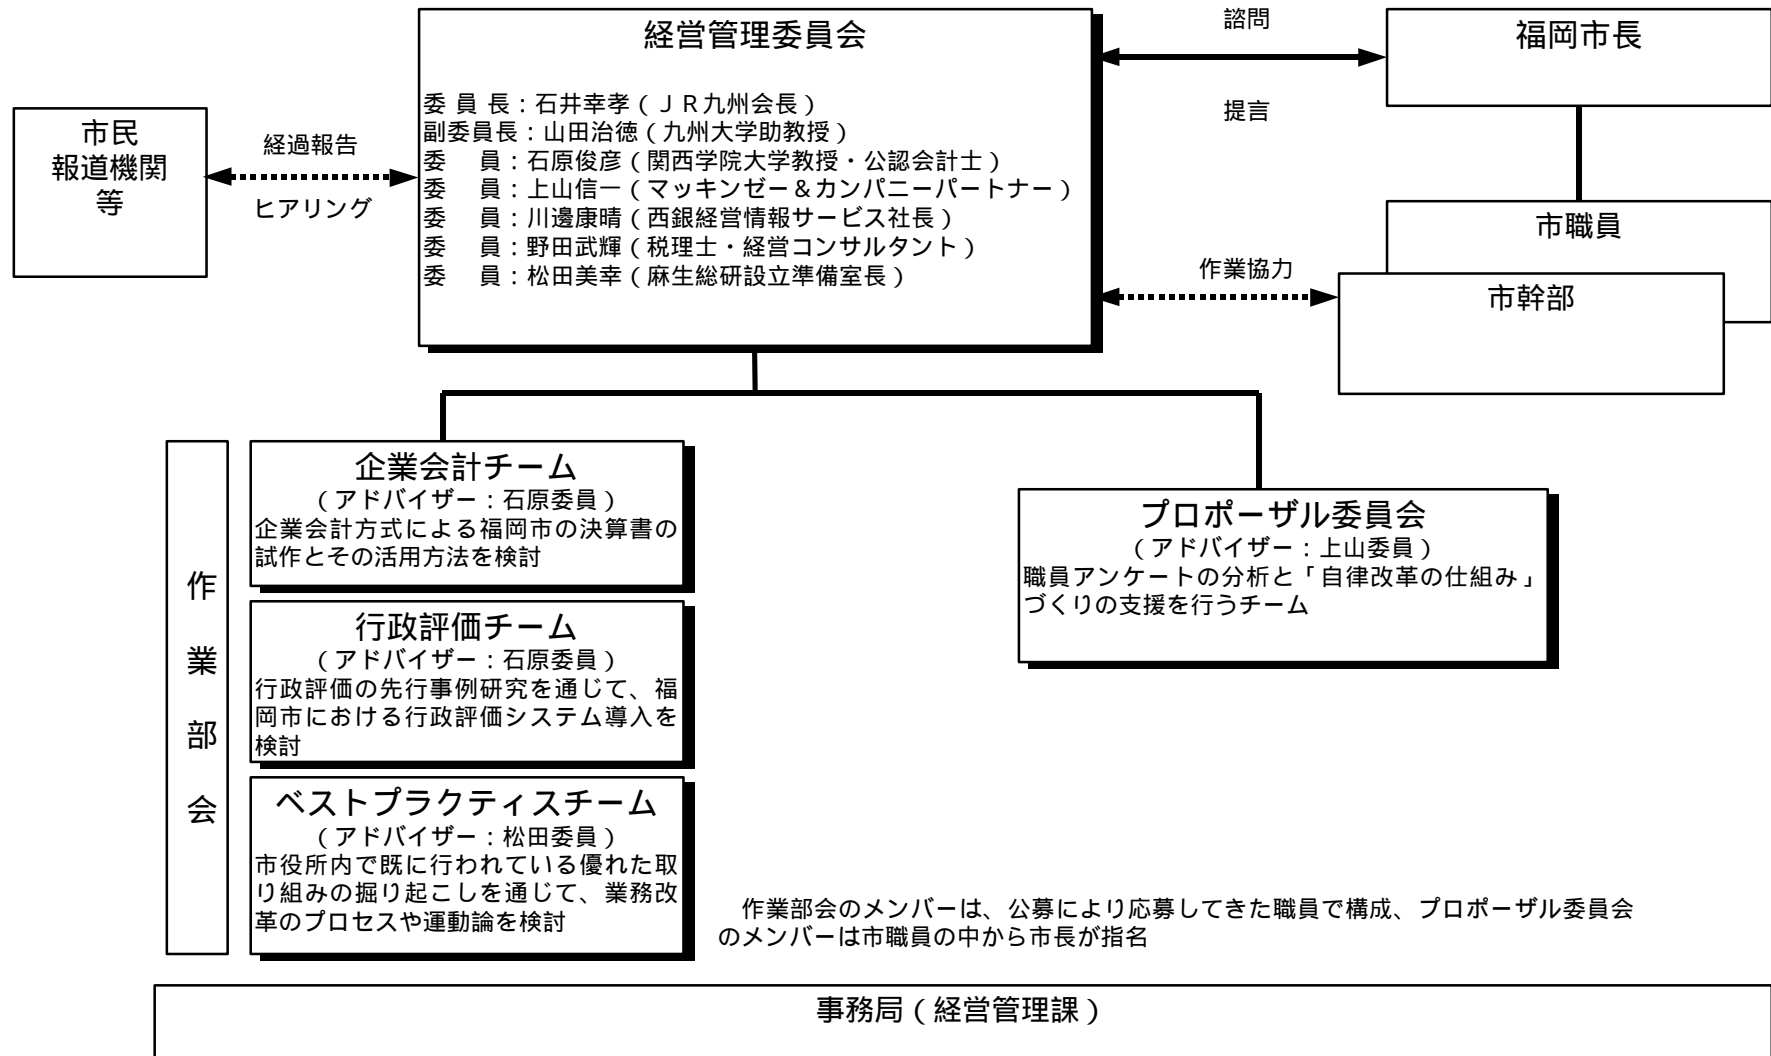 経営管理委員会
委 員 長：石井幸孝（ＪＲ九州会長）
副委員長：山田治徳（九州大学助教授）
委　　員：石原俊彦（関西学院大学教授・公認会計士）
委　　員：上山信一（マッキンゼー＆カンパニーパートナー）
委　　員：川邊康晴（西銀経営情報サービス社長）
委　　員：野田武輝（税理士・経営コンサルタント）
委　　員：松田美幸（麻生総研設立準備室長）
諮問
提言
福岡市長
市民
報道機関
等
経過報告
ヒアリング
市職員
作業協力
市幹部
作
業
部
会
企業会計チーム
（アドバイザー：石原委員）
企業会計方式による福岡市の決算書の
試作とその活用方法を検討
行政評価チーム
（アドバイザー：石原委員）
行政評価の先行事例研究を通じて、福
岡市における行政評価システム導入を
検討
ベストプラクティスチーム
（アドバイザー：松田委員）
市役所内で既に行われている優れた取
り組みの掘り起こしを通じて、業務改
革のプロセスや運動論を検討
プロポーザル委員会
（アドバイザー：上山委員）
職員アンケートの分析と「自律改革の仕組み」
づくりの支援を行うチーム
作業部会のメンバーは、公募により応募してきた職員で構成、プロポーザル委員会
のメンバーは市職員の中から市長が指名
事務局（経営管理課）